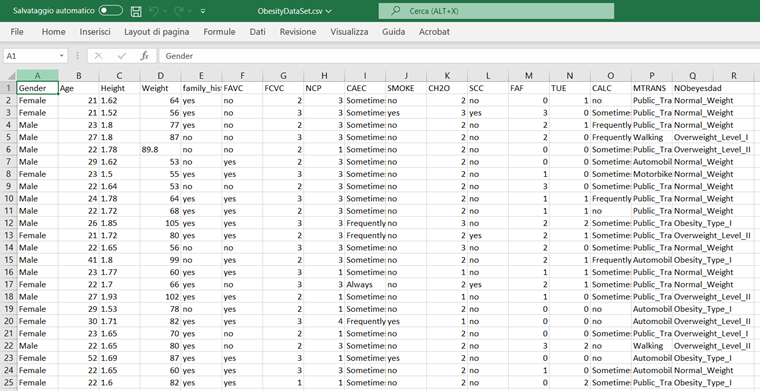 Salvataggio automatico ObesityDataSet.csv Cerca (ALT+X)
File Home Inserisci Layout di pagina Formule Dati Revisione Visualizza Guida Acrobat
A1 fx Gender
A B C D E F G H I J K L M N O P Q R
1 Gender Age Height Weight family_his FAVC FCVC NCP CAEC SMOKE CH2O SCC FAF TUE CALC MTRANS NObeyesdad
2 Female 21 1.62 64 yes no 2 3 Sometime: no 2 no 0 1 no Public_Tra Normal_Weight
3 Female 21 1.52 56 yes no 3 3 Sometime: yes 3 yes 3 0 Sometime: Public_Tra Normal_Weight
4 Male 23 1.8 77 yes no 2 3 Sometime: no 2 no 2 1 Frequently Public_Tra Normal_Weight
5 Male 27 1.8 87 no no 3 3 Sometime: no 2 no 2 0 Frequently Walking Overweight_Level_I
6 Male 22 1.78 89.8 no no 2 1 Sometime: no 2 no 0 0 Sometime: Public_Tra Overweight_Level_II
7 Male 29 1.62 53 no yes 2 3 Sometime: no 2 no 0 0 Sometime: Automobil Normal_Weight
8 Female 23 1.5 55 yes yes 3 3 Sometime: no 2 no 1 0 Sometime: Motorbike Normal_Weight
9 Male 22 1.64 53 no no 2 3 Sometime: no 2 no 3 0 Sometime: Public_Tra Normal_Weight
10 Male 24 1.78 64 yes yes 3 3 Sometime: no 2 no 1 1 Frequently Public_Tra Normal_Weight
11 Male 22 1.72 68 yes yes 2 3 Sometime: no 2 no 1 1 no Public_Tra Normal_Weight
12 Male 26 1.85 105 yes yes 3 3 Frequently no 3 no 2 2 Sometime: Public_Tra Obesity_Type_I
13 Female 21 1.72 80 yes yes 2 3 Frequently no 2 yes 2 1 Sometime: Public_Tra Overweight_Level_II
14 Male 22 1.65 56 no no 3 3 Sometime: no 3 no 2 0 Sometime: Public_Tra Normal_Weight
15 Male 41 1.8 99 no yes 2 3 Sometime: no 2 no 2 1 Frequently Automobil Obesity_Type_I
16 Male 23 1.77 60 yes yes 3 1 Sometime: no 1 no 1 1 Sometime: Public_Tra Normal_Weight
17 Female 22 1.7 66 yes no 3 3 Always no 2 yes 2 1 Sometime: Public_Tra Normal_Weight
18 Male 27 1.93 102 yes yes 2 1 Sometime: no 1 no 1 0 Sometime: Public_Tra Overweight_Level_II
19 Female 29 1.53 78 no yes 2 1 Sometime: no 2 no 0 0 no Automobil Obesity_Type_I
20 Female 30 1.71 82 yes yes 3 4 Frequently yes 2 no 0 0 no Automobil Overweight_Level_II
21 Female 23 1.65 70 yes no 2 1 Sometime: no 2 no 0 0 Sometime: Public_Tra Overweight_Level_I
22 Male 22 1.65 80 yes no 2 3 Sometime: no 2 no 3 2 no Walking Overweight_Level_II
23 Female 52 1.69 87 yes yes 3 1 Sometime: yes 2 no 0 0 no Automobil Obesity_Type_I
24 Female 22 1.65 60 yes yes 3 3 Sometime: no 2 no 1 0 Sometime: Automobil Normal_Weight
25 Female 22 1.6 82 yes yes 1 1 Sometime: no 2 no 0 2 Sometime: Public_Tra Obesity_Type_I